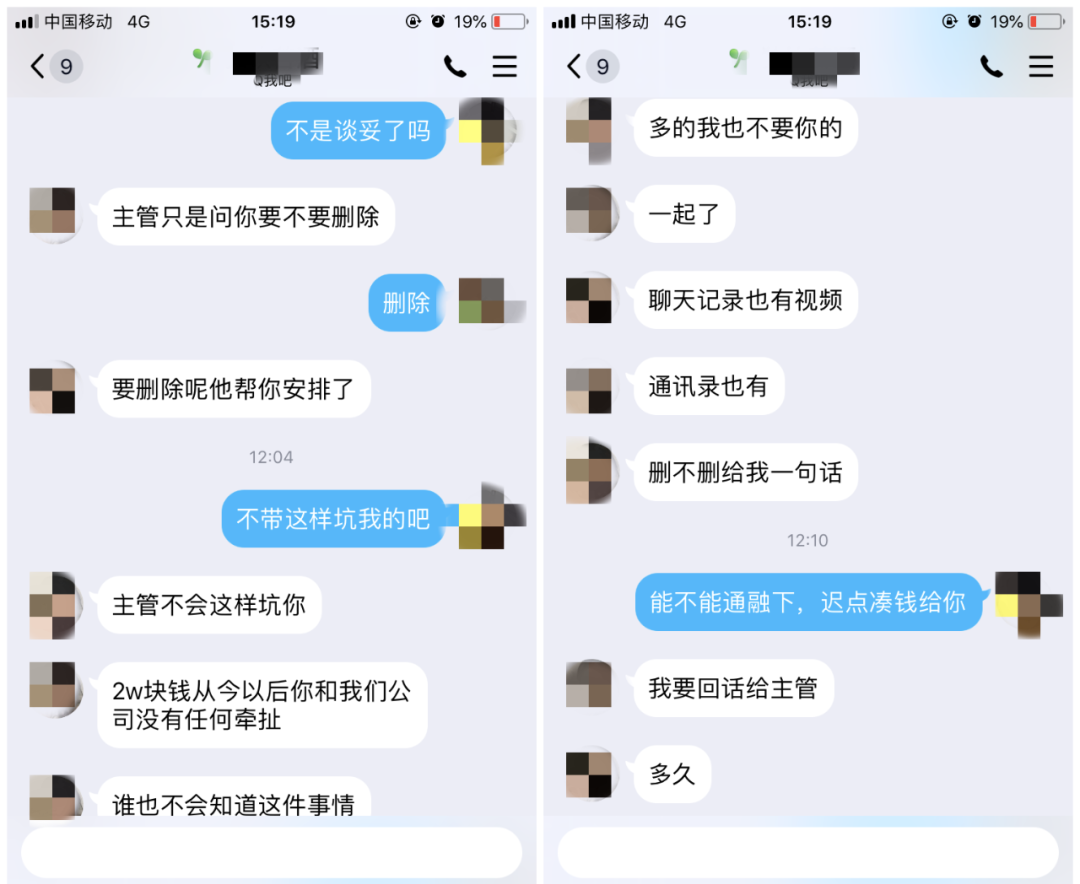 中国移动 4G
15:19
19%
9
我吧
不是谈妥了吗
主管只是问你要不要删除
删除
要删除呢他帮你安排了
12:04
不带这样坑我的吧
主管不会这样坑你
2w块钱从今以后你和我们公
司没有任何牵扯
谁也不会知道这件事情
中国移动 4G
15:19
19%
9
我吧
多的我也不要你的
一起了
聊天记录也有视频
通讯录也有
删不删给我一句话
12:10
能不能通融下，迟点凑钱给你
我要回话给主管
多久